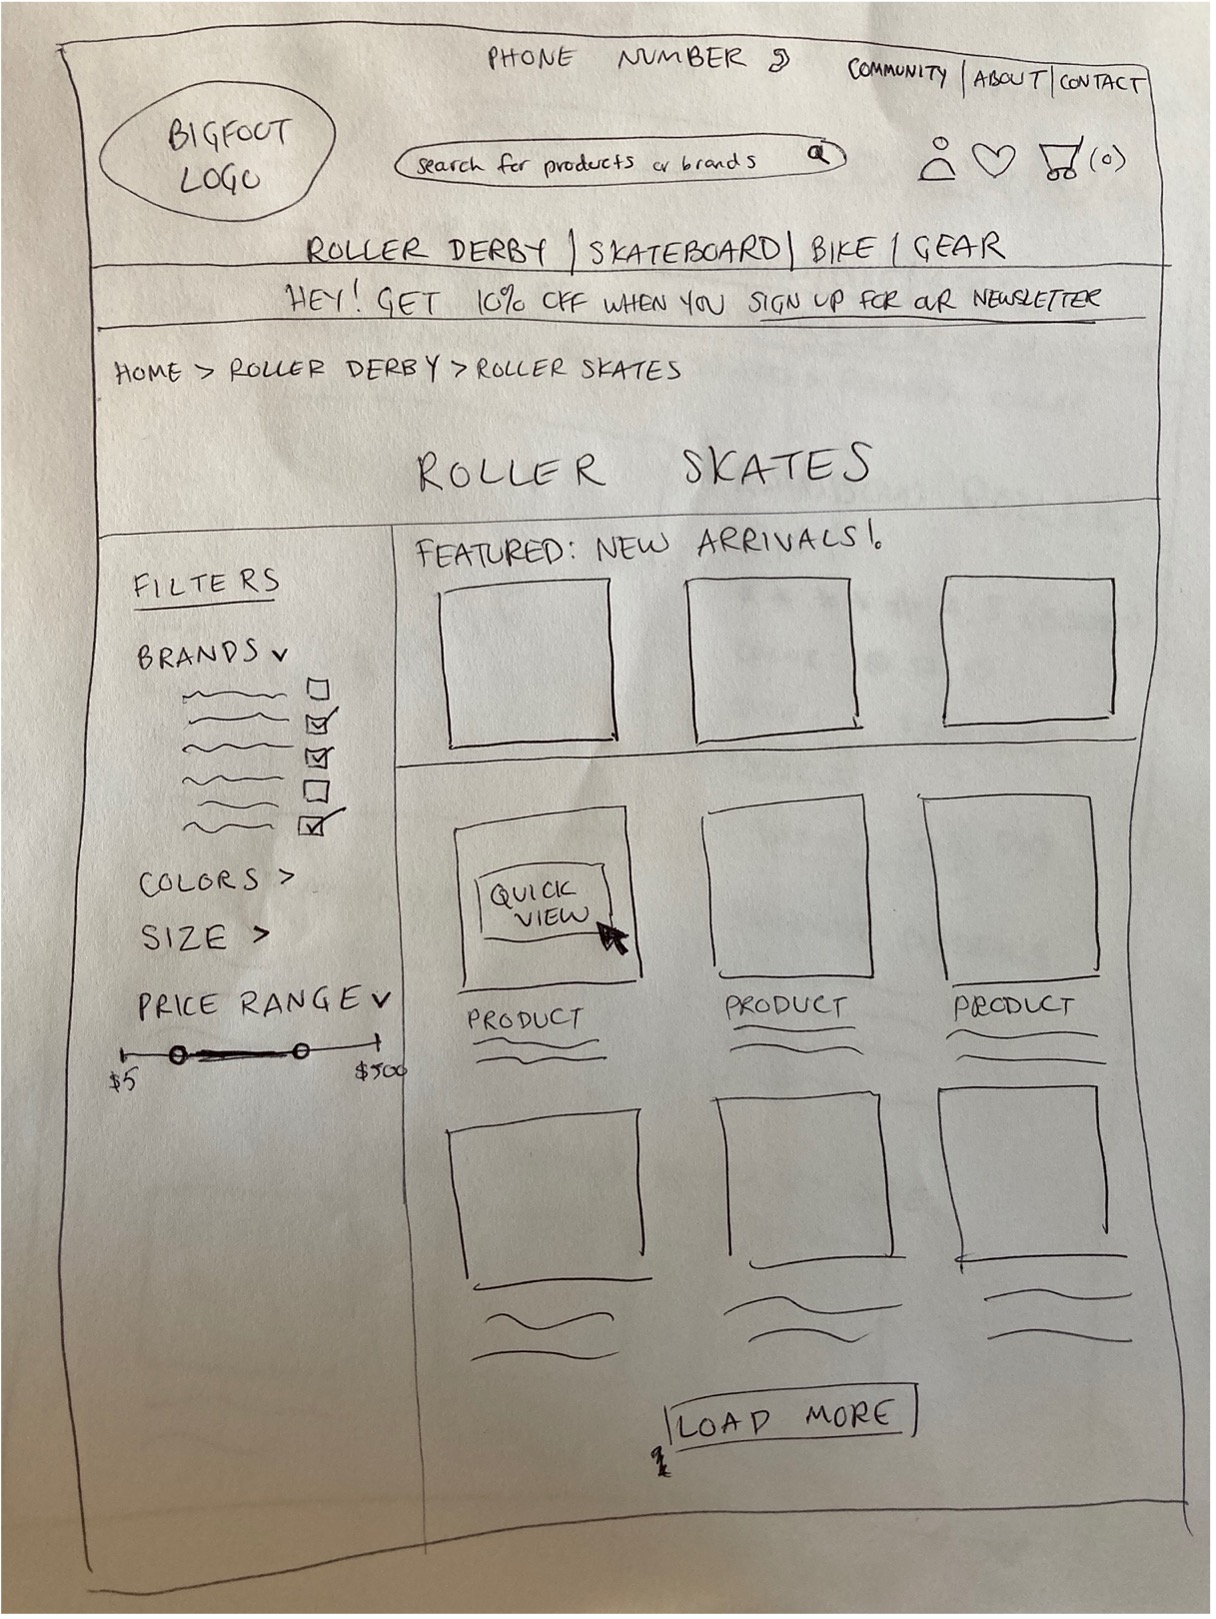 PHONE NUMBER
COMMUNITY | ABOUT | CONTACT
BIGFOOT
LOGO
search for products or brands
(0)
ROLLER DERBY | SKATEBOARD | BIKE | GEAR
HEY! GET 10% OFF WHEN YOU SIGN UP FOR OUR NEWSLETTER
HOME > ROLLER DERBY > ROLLER SKATES
ROLLER SKATES
FILTERS
BRANDS
COLORS >
SIZE >
PRICE RANGE
$5
$500
FEATURED: NEW ARRIVALS!
QUICK
VIEW
PRODUCT
PRODUCT
PRODUCT
LOAD MORE